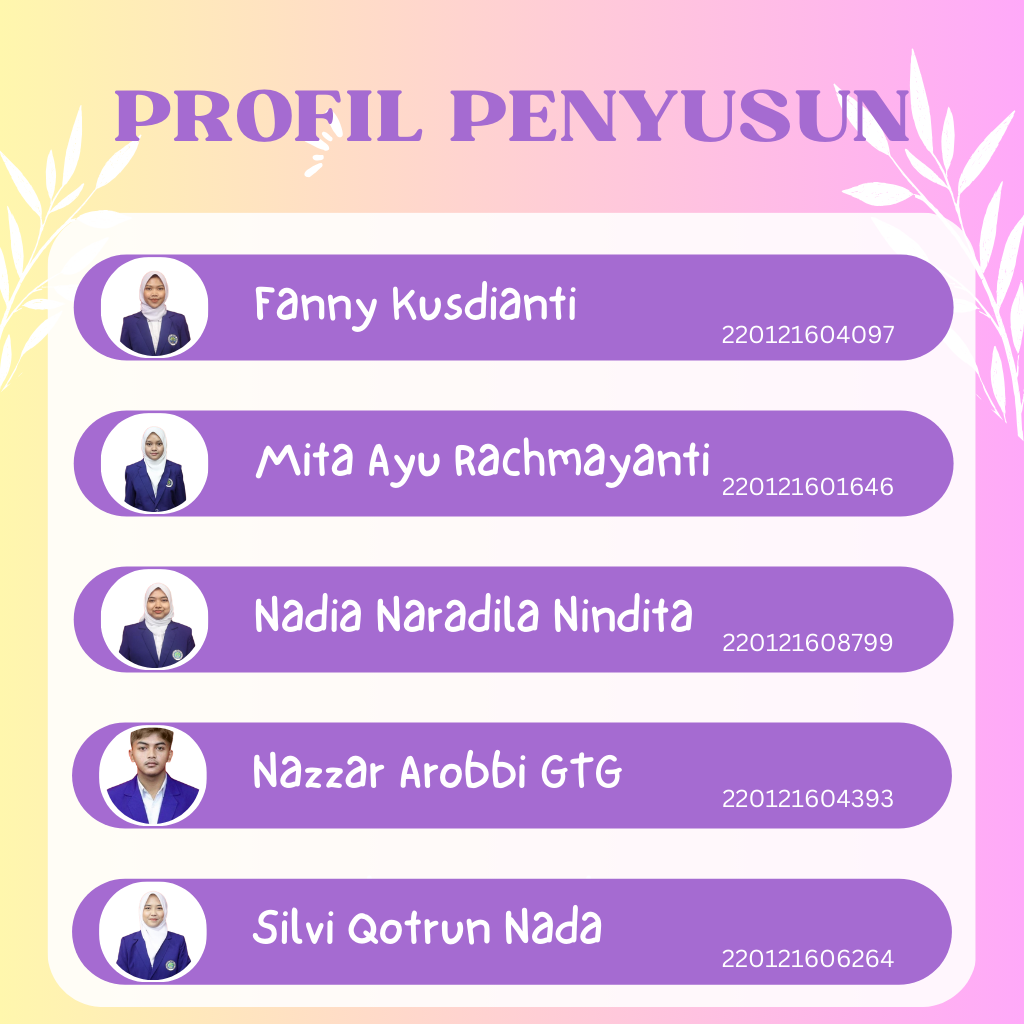 PROFIL PENYUSUN
Fanny Kusdianti
220121604097
Mita Ayu Rachmayanti
220121601646
Nadia Naradila Nindita
220121608799
Nazzar Arobbi GTG
220121604393
Silvi Qotrun Nada
220121606264